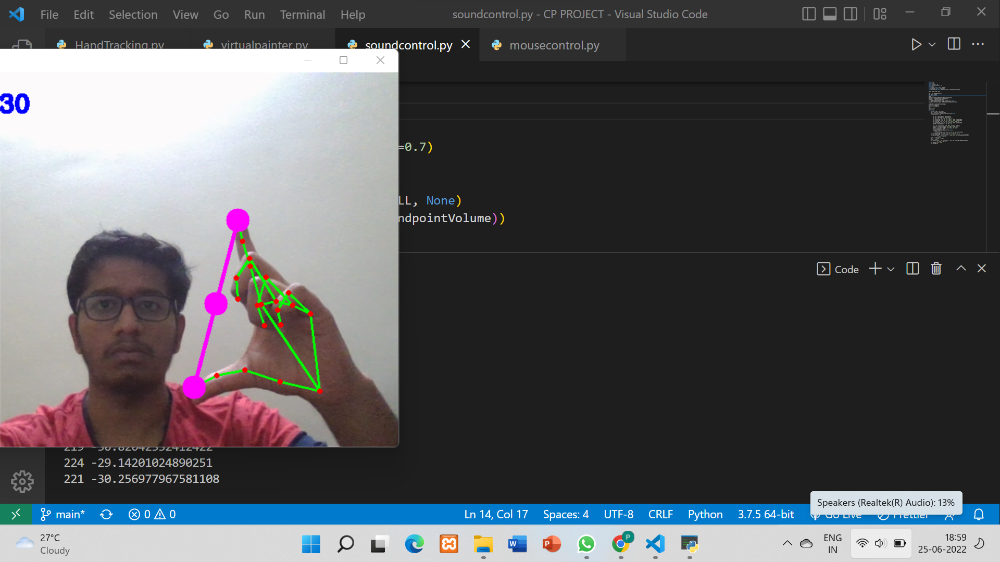 File Edit Selection View Go Run Terminal Help soundcontrol.py - CP PROJECT - Visual Studio Code
HandTracking.py virtualpainter.py soundcontrol.py mousecontrol.py
30
=0.7)
LL, None)
ndpointVolume))
Code
219 -30.82042552412422
224 -29.14201024890251
221 -30.256977967581108
Speakers (Realtek(R) Audio): 13%
main* 0 0 Ln 14, Col 17 Spaces: 4 UTF-8 CRLF Python 3.7.5 64-bit Go Live Prettier
27°C
Cloudy
P
W
P
ENG
IN
18:59
25-06-2022